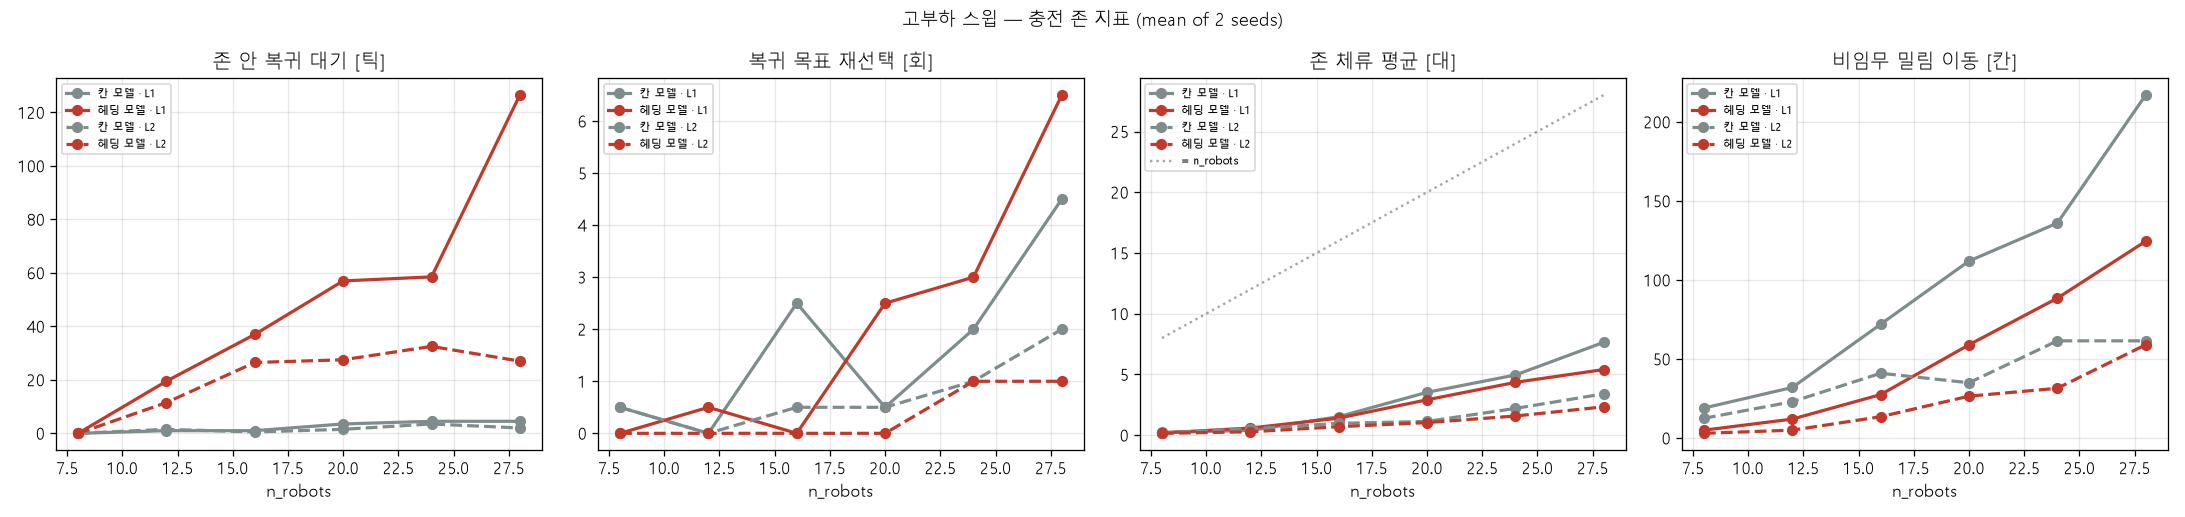 고부하 스윕 — 충전 존 지표 (mean of 2 seeds)
존 안 복귀 대기 [틱]
칸 모델 · L1
헤딩 모델 · L1
칸 모델 · L2
헤딩 모델 · L2
120
100
80
60
40
20
0
7.5 10.0 12.5 15.0 17.5 20.0 22.5 25.0 27.5
n_robots
복귀 목표 재선택 [회]
칸 모델 · L1
헤딩 모델 · L1
칸 모델 · L2
헤딩 모델 · L2
6
5
4
3
2
1
0
7.5 10.0 12.5 15.0 17.5 20.0 22.5 25.0 27.5
n_robots
존 체류 평균 [대]
칸 모델 · L1
헤딩 모델 · L1
칸 모델 · L2
헤딩 모델 · L2
= n_robots
25
20
15
10
5
0
7.5 10.0 12.5 15.0 17.5 20.0 22.5 25.0 27.5
n_robots
비임무 밀림 이동 [칸]
칸 모델 · L1
헤딩 모델 · L1
칸 모델 · L2
헤딩 모델 · L2
200
150
100
50
0
7.5 10.0 12.5 15.0 17.5 20.0 22.5 25.0 27.5
n_robots